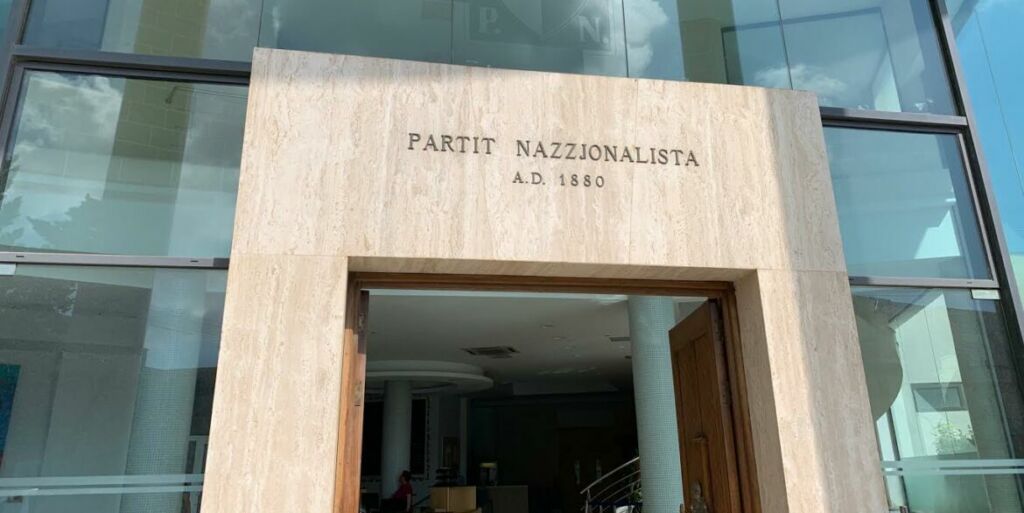 P. N.
PARTIT NAZZJONALISTA
A.D. 1880